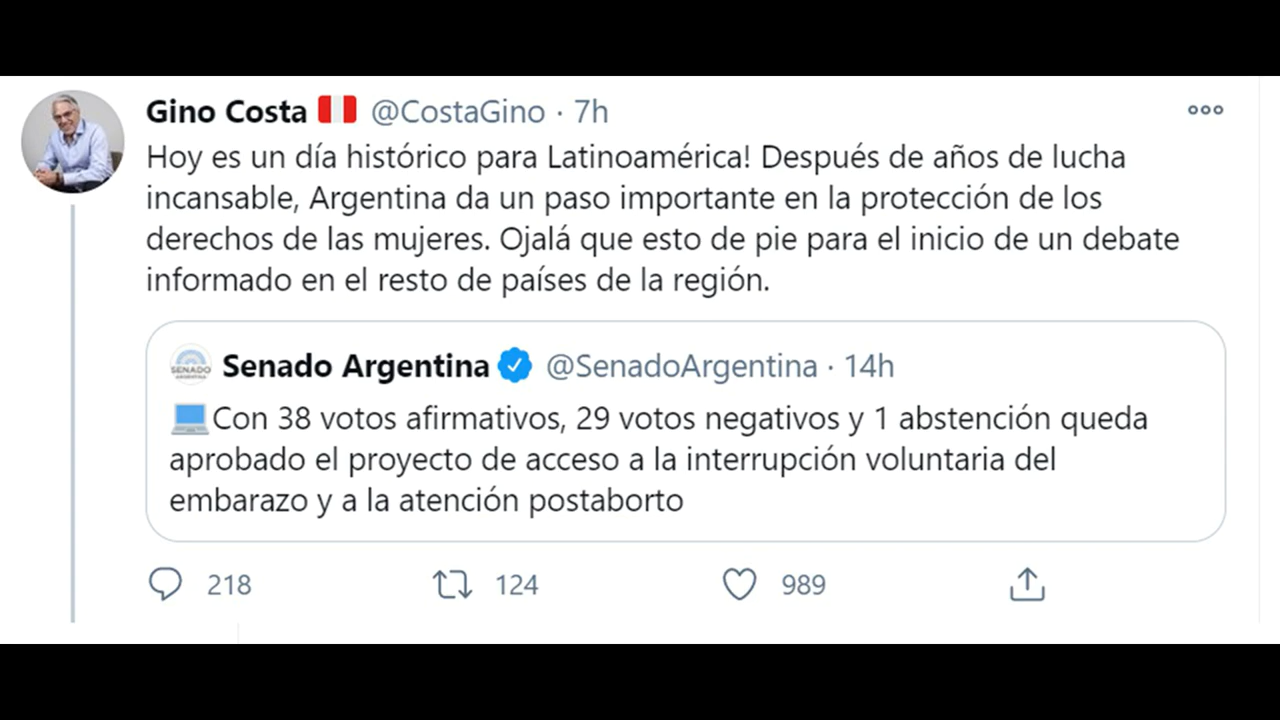 Gino Costa 🇵🇪 @CostaGino · 7h
Hoy es un día histórico para Latinoamérica! Después de años de lucha
incansable, Argentina da un paso importante en la protección de los
derechos de las mujeres. Ojalá que esto de pie para el inicio de un debate
informado en el resto de países de la región.
SENADO
ARGENTINA
Senado Argentina @SenadoArgentina · 14h
💻Con 38 votos afirmativos, 29 votos negativos y 1 abstención queda
aprobado el proyecto de acceso a la interrupción voluntaria del
embarazo y a la atención postaborto
218 124 989